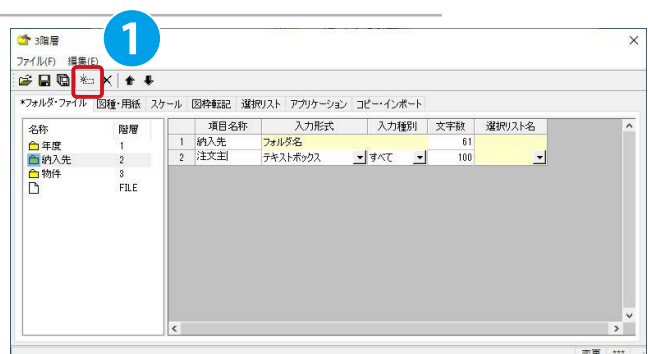 1
3階層
ファイル(F) 編集(E)
*フォルダ・ファイル 図種・用紙 スケール 図枠転記 選択リスト アプリケーション コピー・インポート
名称 階層
年度 1
納入先 2
物件 3
FILE
項目名称 入力形式 入力種別 文字数 選択リスト名
1 納入先 フォルダ名 61
2 注文主 テキストボックス すべて 100
変更 ***